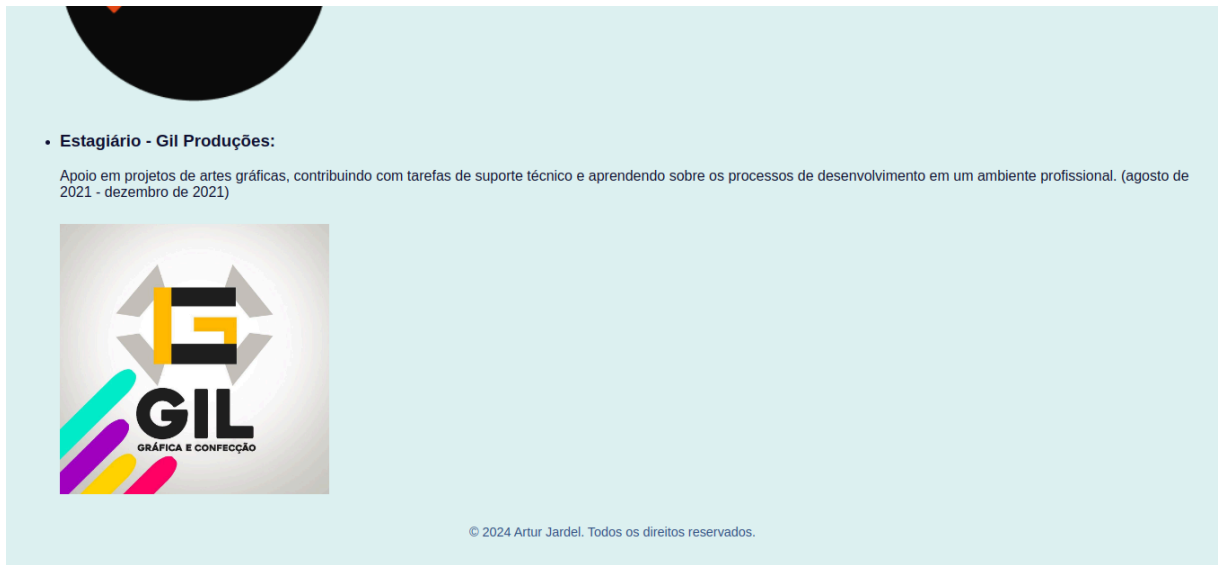 Estagiário - Gil Produções:
Apoio em projetos de artes gráficas, contribuindo com tarefas de suporte técnico e aprendendo sobre os processos de desenvolvimento em um ambiente profissional. (agosto de
2021 - dezembro de 2021)
G
GIL
GRÁFICA E CONFECÇÃO
© 2024 Artur Jardel. Todos os direitos reservados.